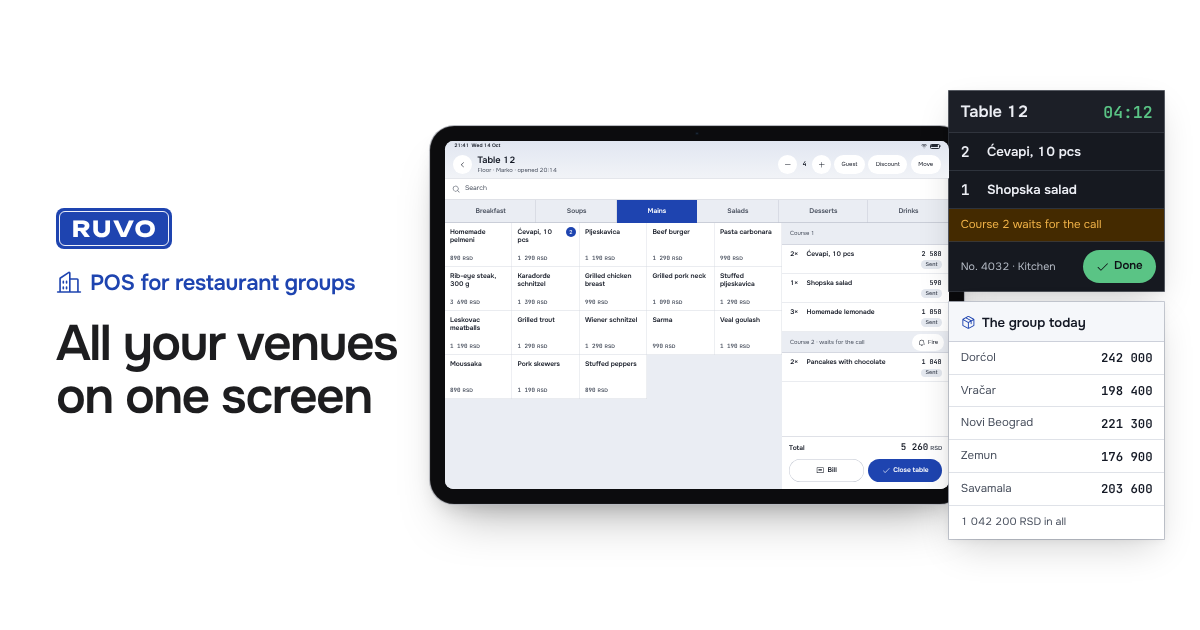 RUVO
POS for restaurant groups
All your venues
on one screen
21:41 Wed 14 Oct
Table 12
Floor · Marko · opened 20:14
− 4 +
Guest
Discount
Move
Search
Breakfast
Soups
Mains
Salads
Desserts
Drinks
Homemade pelmeni
890 RSD
Ćevapi, 10 pcs
2
1 290 RSD
Pljeskavica
1 190 RSD
Beef burger
1 290 RSD
Pasta carbonara
990 RSD
Rib-eye steak, 300 g
3 690 RSD
Karadorde schnitzel
1 390 RSD
Grilled chicken breast
990 RSD
Grilled pork neck
1 090 RSD
Stuffed pljeskavica
1 290 RSD
Leskovac meatballs
1 190 RSD
Grilled trout
1 390 RSD
Wiener schnitzel
1 290 RSD
Sarma
990 RSD
Veal goulash
1 190 RSD
Moussaka
890 RSD
Pork skewers
1 190 RSD
Stuffed peppers
890 RSD
Course 1
2× Ćevapi, 10 pcs 2 580
Sent
1× Shopska salad 590
Sent
3× Homemade lemonade 1 050
Sent
Course 2 · waits for the call
Fire
2× Pancakes with chocolate 1 040
Sent
Total 5 260 RSD
Bill
Close table
Table 12 04:12
2 Ćevapi, 10 pcs
1 Shopska salad
Course 2 waits for the call
No. 4032 · Kitchen
Done
The group today
Dorćol 242 000
Vračar 198 400
Novi Beograd 221 300
Zemun 176 900
Savamala 203 600
1 042 200 RSD in all